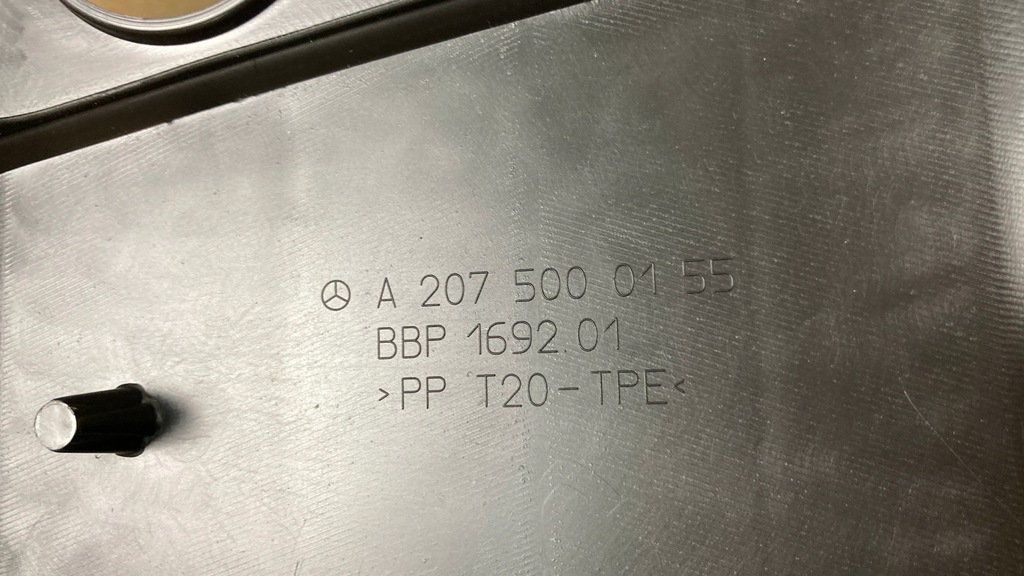 A 207 500 01 55
BBP 1692.01
>PP T20-TPE<